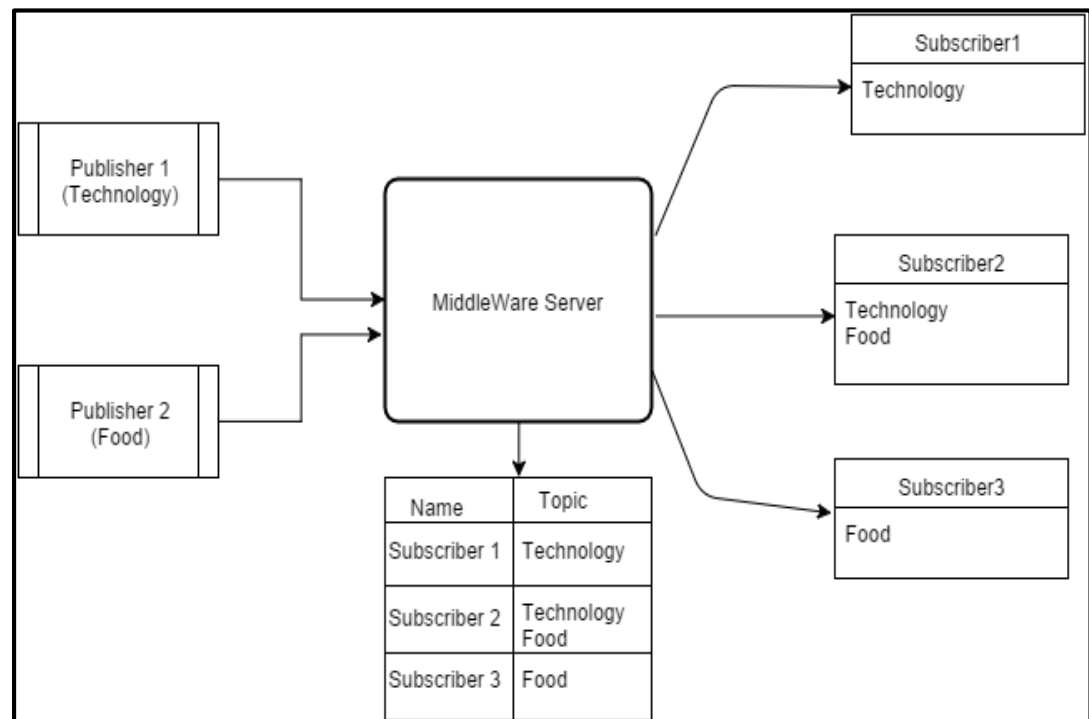 Publisher 1
(Technology)
Publisher 2
(Food)
MiddleWare Server
Name Topic
Subscriber 1 Technology
Subscriber 2 Technology
Food
Subscriber 3 Food
Subscriber1
Technology
Subscriber2
Technology
Food
Subscriber3
Food